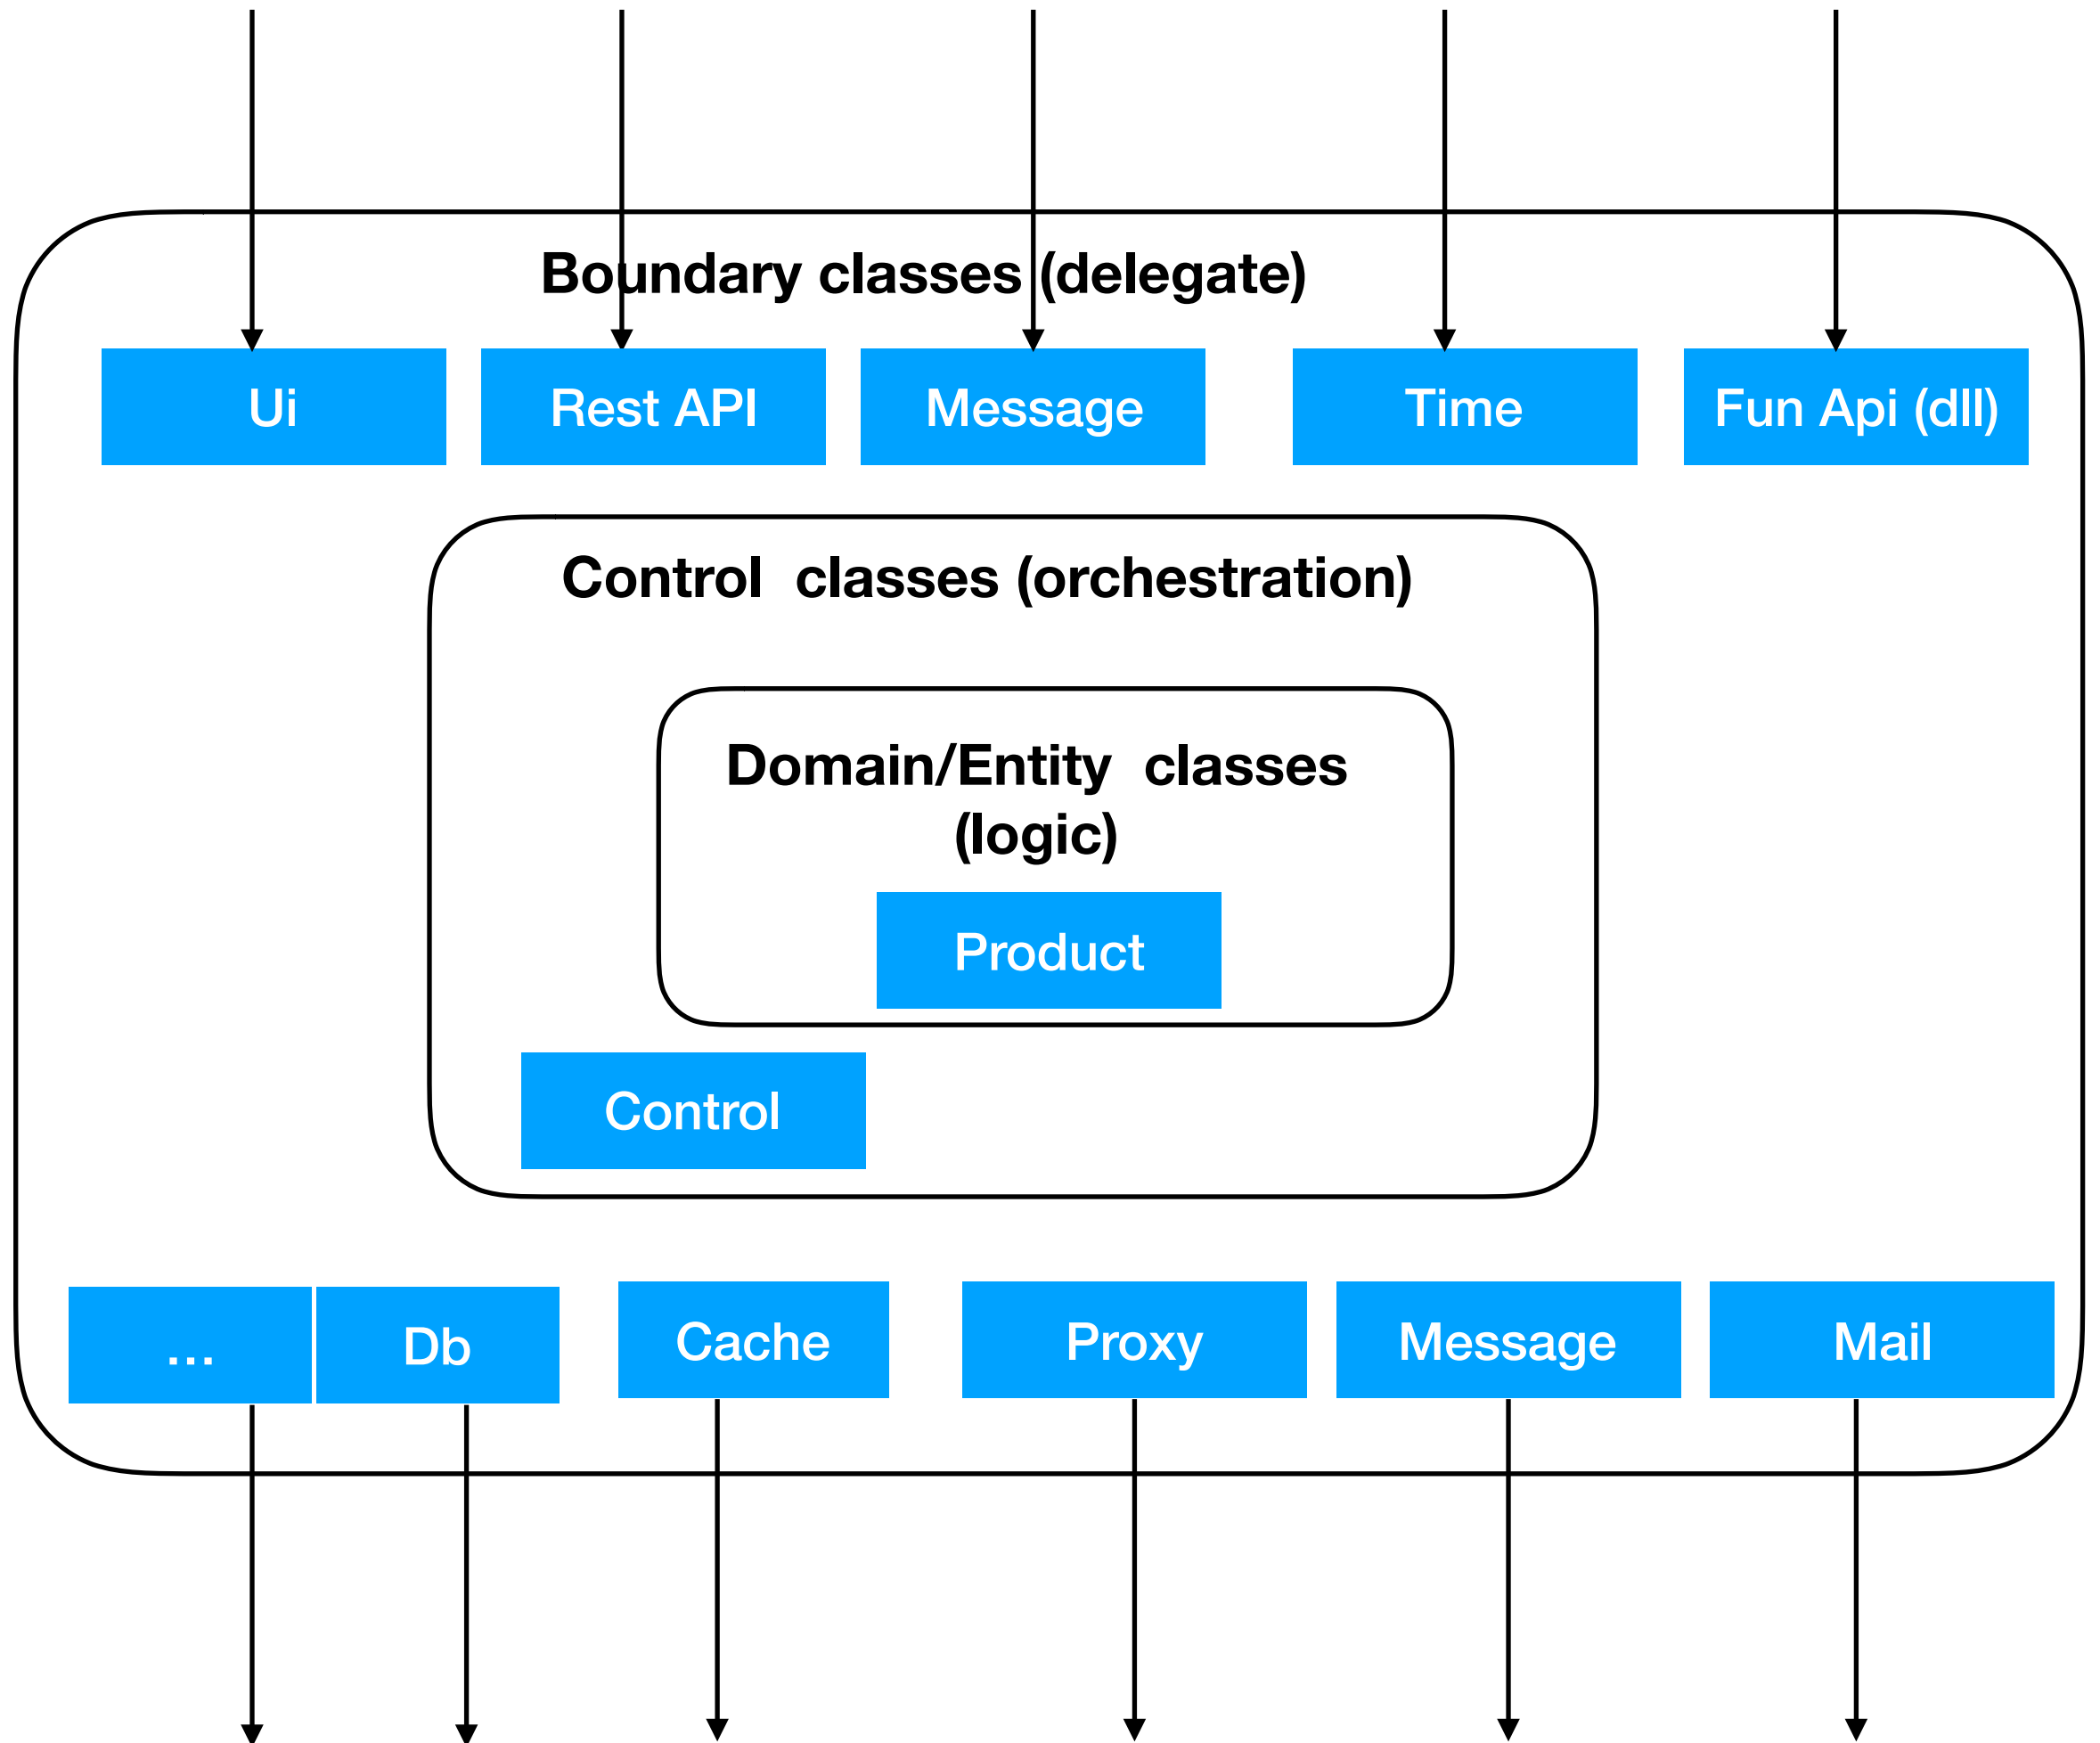 Boundary classes (delegate)
Ui
Rest API
Message
Time
Fun Api (dll)
Control classes (orchestration)
Domain/Entity classes
(logic)
Product
Control
...
Db
Cache
Proxy
Message
Mail